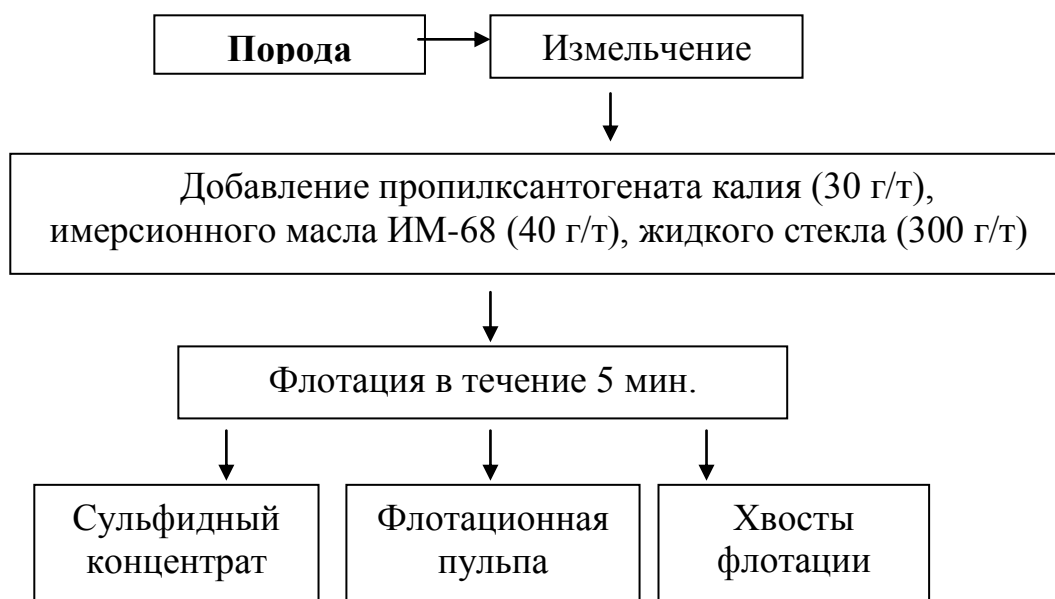 Порода
Измельчение
Добавление пропилксантогената калия (30 г/т),
имерсионного масла ИМ-68 (40 г/т), жидкого стекла (300 г/т)
Флотация в течение 5 мин.
Сульфидный
концентрат
Флотационная
пульпа
Хвосты
флотации